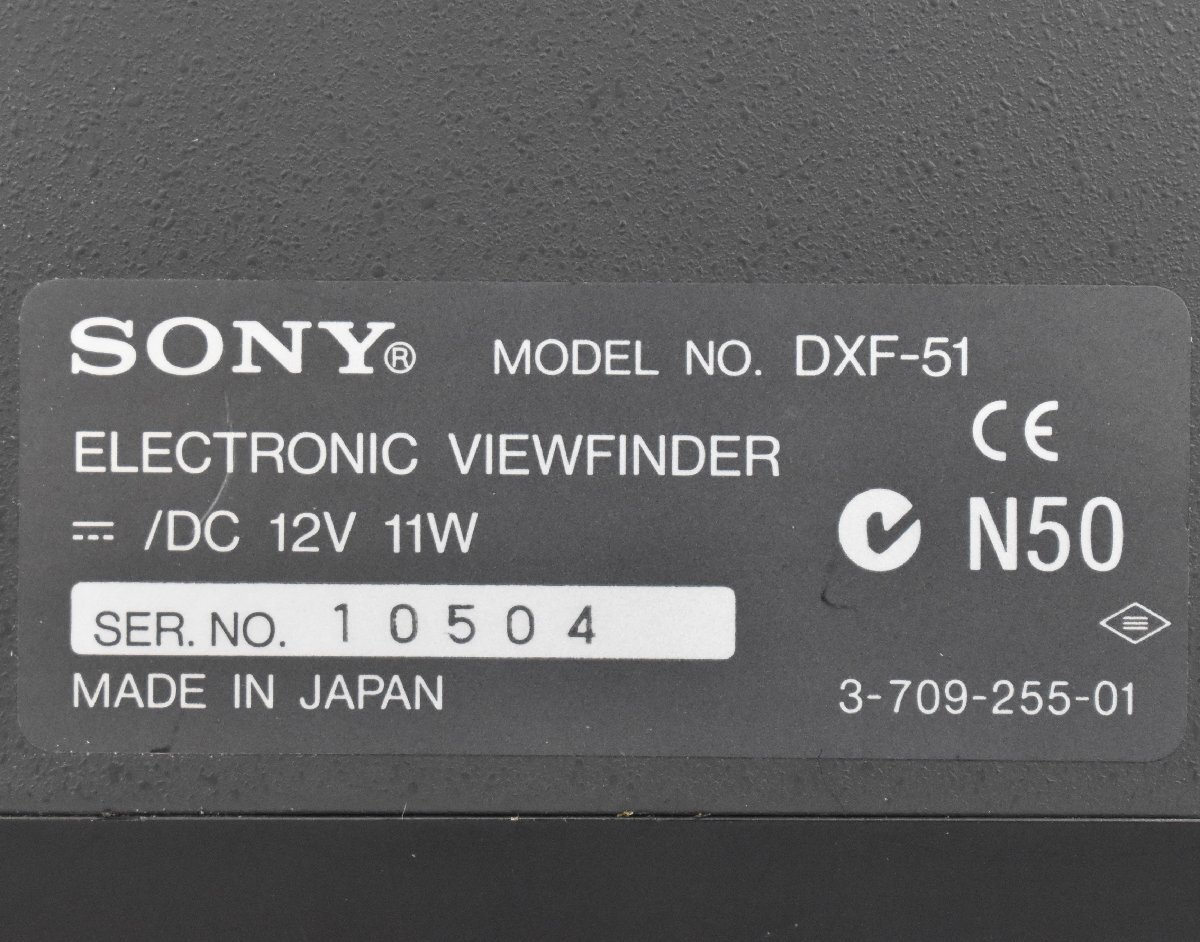 SONY® MODEL NO. DXF-51
CE
ELECTRONIC VIEWFINDER
/DC 12V 11W
N50
SER. NO. 10504
MADE IN JAPAN
3-709-255-01